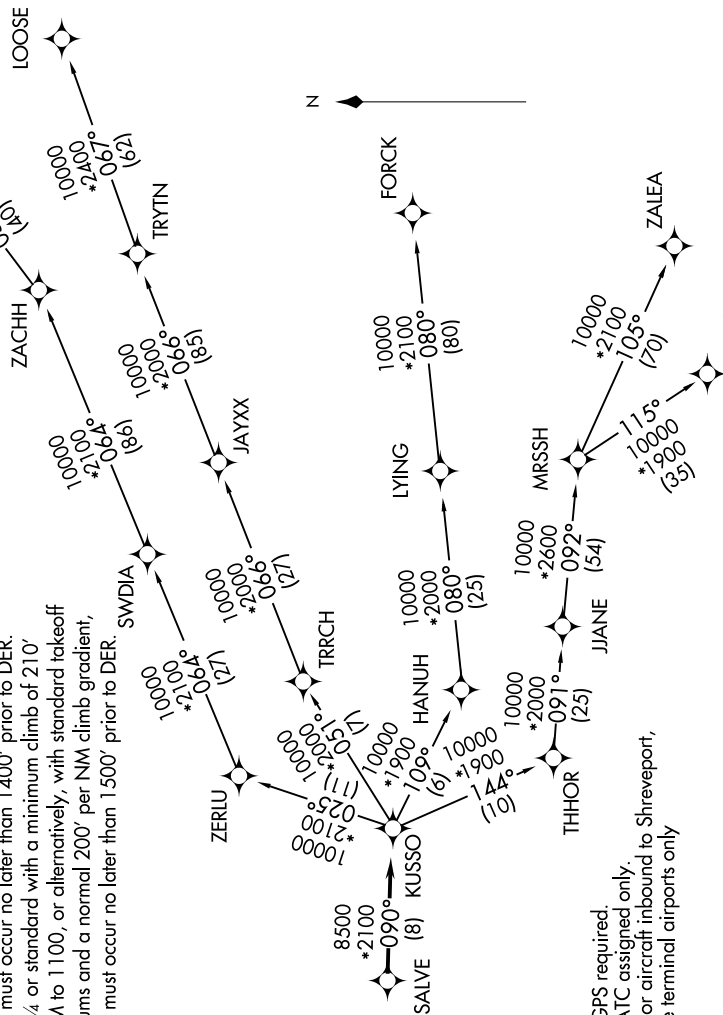 must occur no later than 1400' prior to DER.
or standard with a minimum climb of 210'
to 1100, or alternatively, with standard takeoff
and a normal 200' per NM climb gradient,
must occur no later than 1500' prior to DER.
LOOSE
10000
*2400
067°
(62)
TRYTN
(40)
ZACHH
10000
*2100
064°
(86)
10000
*2000
066°
(85)
JAYXX
SWDIA
10000
*2100
064°
(27)
10000
*2000
066°
(27)
TRRCH
ZERLU
10000
*2100
025°
(11)
10000
*2000
051°
(7)
N
FORCK
10000
*2100
080°
(80)
LYING
10000
*2000
080°
(25)
HANUH
10000
*1900
109°
(6)
10000
*1900
144°
(10)
THHOR
10000
*2000
091°
(25)
JJANE
10000
*2600
092°
(54)
MRSSH
10000
*2100
105°
(70)
ZALEA
115°
10000
*1900
(35)
KUSSO
8500
*2100
090°
(8)
SALVE
GPS required.
ATC assigned only.
or aircraft inbound to Shreveport,
terminal airports only